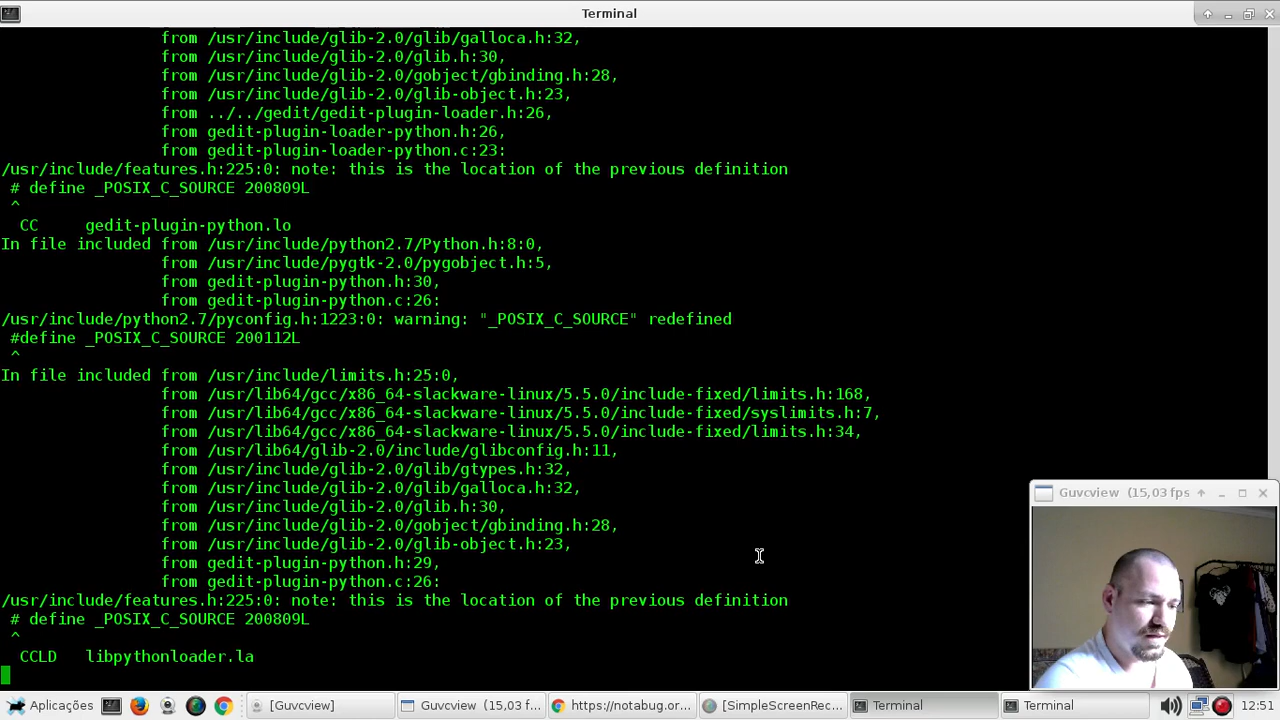 Terminal
from /usr/include/glib-2.0/glib/galloca.h:32,
from /usr/include/glib-2.0/glib.h:30,
from /usr/include/glib-2.0/gobject/gbinding.h:28,
from /usr/include/glib-2.0/glib-object.h:23,
from ../../gedit/gedit-plugin-loader.h:26,
from gedit-plugin-loader-python.h:26,
from gedit-plugin-loader-python.c:23:
/usr/include/features.h:225:0: note: this is the location of the previous definition
# define _POSIX_C_SOURCE 200809L
^
CC gedit-plugin-python.lo
In file included from /usr/include/python2.7/Python.h:8:0,
from /usr/include/pygtk-2.0/pygobject.h:5,
from gedit-plugin-python.h:30,
from gedit-plugin-python.c:26:
/usr/include/python2.7/pyconfig.h:1223:0: warning: "_POSIX_C_SOURCE" redefined
#define _POSIX_C_SOURCE 200112L
^
In file included from /usr/include/limits.h:25:0,
from /usr/lib64/gcc/x86_64-slackware-linux/5.5.0/include-fixed/limits.h:168,
from /usr/lib64/gcc/x86_64-slackware-linux/5.5.0/include-fixed/syslimits.h:7,
from /usr/lib64/gcc/x86_64-slackware-linux/5.5.0/include-fixed/limits.h:34,
from /usr/lib64/glib-2.0/include/glibconfig.h:11,
from /usr/include/glib-2.0/glib/gtypes.h:32,
from /usr/include/glib-2.0/glib/galloca.h:32,
from /usr/include/glib-2.0/glib.h:30,
from /usr/include/glib-2.0/gobject/gbinding.h:28,
from /usr/include/glib-2.0/glib-object.h:23,
from gedit-plugin-python.h:29,
from gedit-plugin-python.c:26:
/usr/include/features.h:225:0: note: this is the location of the previous definition
# define _POSIX_C_SOURCE 200809L
^
CCLD libpythonloader.la
Guvcview (15,03 fps
Aplicações [Guvcview] Guvcview (15,03 f... https://notabug.or... [SimpleScreenRec... Terminal Terminal 12:51